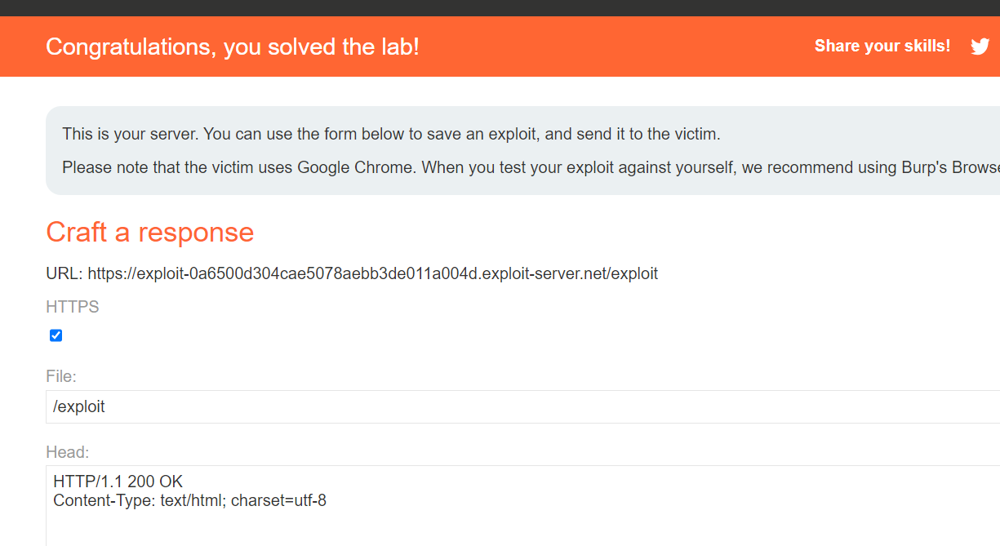 Congratulations, you solved the lab!
Share your skills!
This is your server. You can use the form below to save an exploit, and send it to the victim.
Please note that the victim uses Google Chrome. When you test your exploit against yourself, we recommend using Burp's Browse
Craft a response
URL: https://exploit-0a6500d304cae5078aebb3de011a004d.exploit-server.net/exploit
HTTPS
File:
/exploit
Head:
HTTP/1.1 200 OK
Content-Type: text/html; charset=utf-8